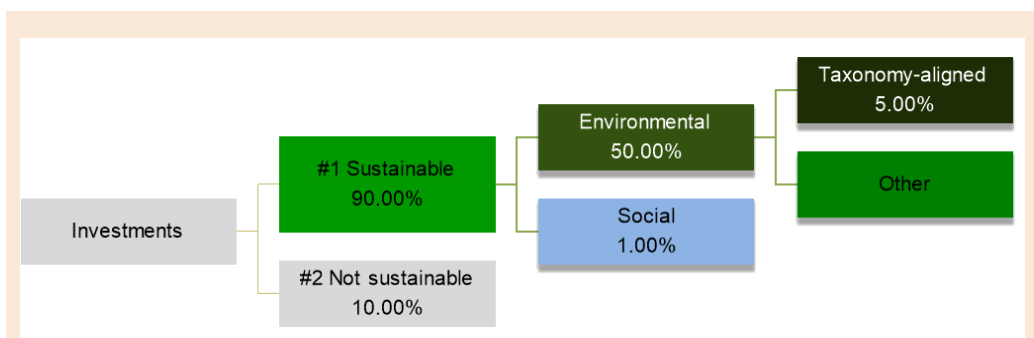 Investments
#1 Sustainable
90.00%
#2 Not sustainable
10.00%
Environmental
50.00%
Social
1.00%
Taxonomy-aligned
5.00%
Other